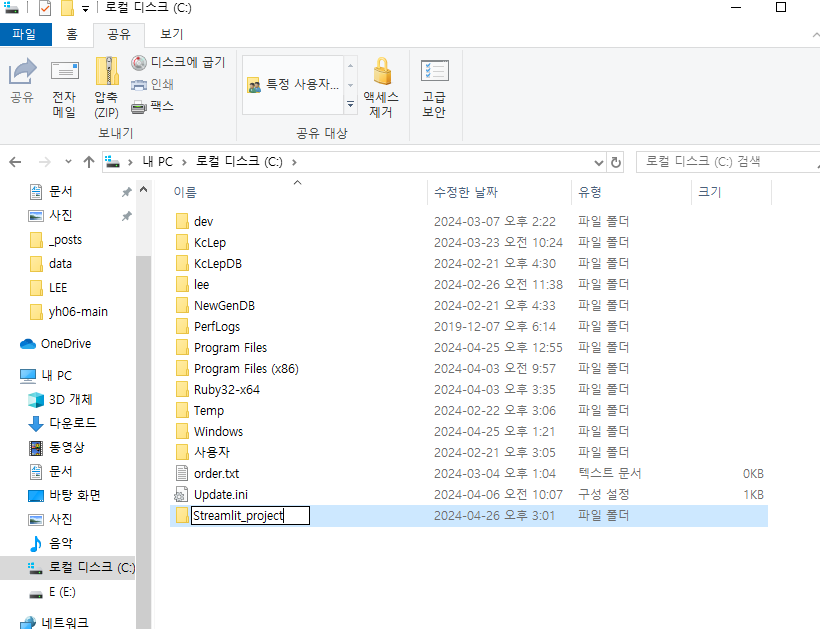 로컬 디스크 (C:)
파일 홈 공유 보기
공유
전자
메일
압축
(ZIP)
디스크에 굽기
인쇄
팩스
보내기
특정 사용자...
공유 대상
액세스
제거
고급
보안
내 PC 로컬 디스크 (C:)
로컬 디스크 (C:) 검색
문서
사진
_posts
data
LEE
yh06-main
OneDrive
내 PC
3D 개체
다운로드
동영상
문서
바탕 화면
사진
음악
로컬 디스크 (C:)
E (E:)
네트워크
이름 수정한 날짜 유형 크기
dev 2024-03-07 오후 2:22 파일 폴더
KcLep 2024-03-23 오전 10:24 파일 폴더
KcLepDB 2024-02-21 오후 4:30 파일 폴더
lee 2024-02-26 오전 11:38 파일 폴더
NewGenDB 2024-02-21 오후 4:33 파일 폴더
PerfLogs 2019-12-07 오후 6:14 파일 폴더
Program Files 2024-04-25 오후 12:55 파일 폴더
Program Files (x86) 2024-04-03 오전 9:57 파일 폴더
Ruby32-x64 2024-04-03 오후 3:35 파일 폴더
Temp 2024-02-22 오후 3:06 파일 폴더
Windows 2024-04-25 오후 1:21 파일 폴더
사용자 2024-02-21 오후 3:05 파일 폴더
order.txt 2024-03-04 오후 1:04 텍스트 문서 0KB
Update.ini 2024-04-06 오전 10:07 구성 설정 1KB
Streamlit_project 2024-04-26 오후 3:01 파일 폴더